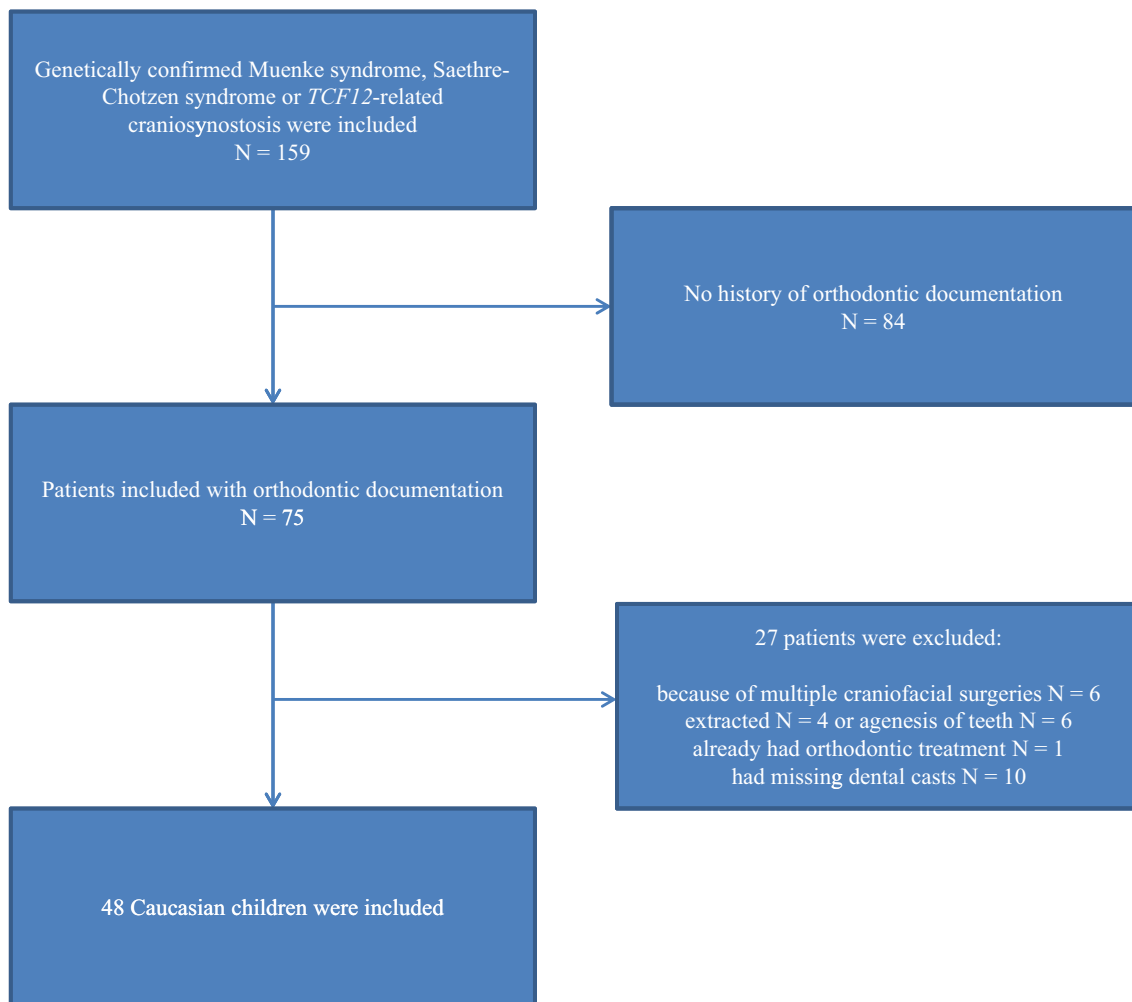 Genetically confirmed Muenke syndrome, Saethre-
Chotzen syndrome or TCF12-related
craniosynostosis were included
N = 159
No history of orthodontic documentation
N = 84
Patients included with orthodontic documentation
N = 75
27 patients were excluded:
because of multiple craniofacial surgeries N = 6
extracted N = 4 or agenesis of teeth N = 6
already had orthodontic treatment N = 1
had missing dental casts N = 10
48 Caucasian children were included